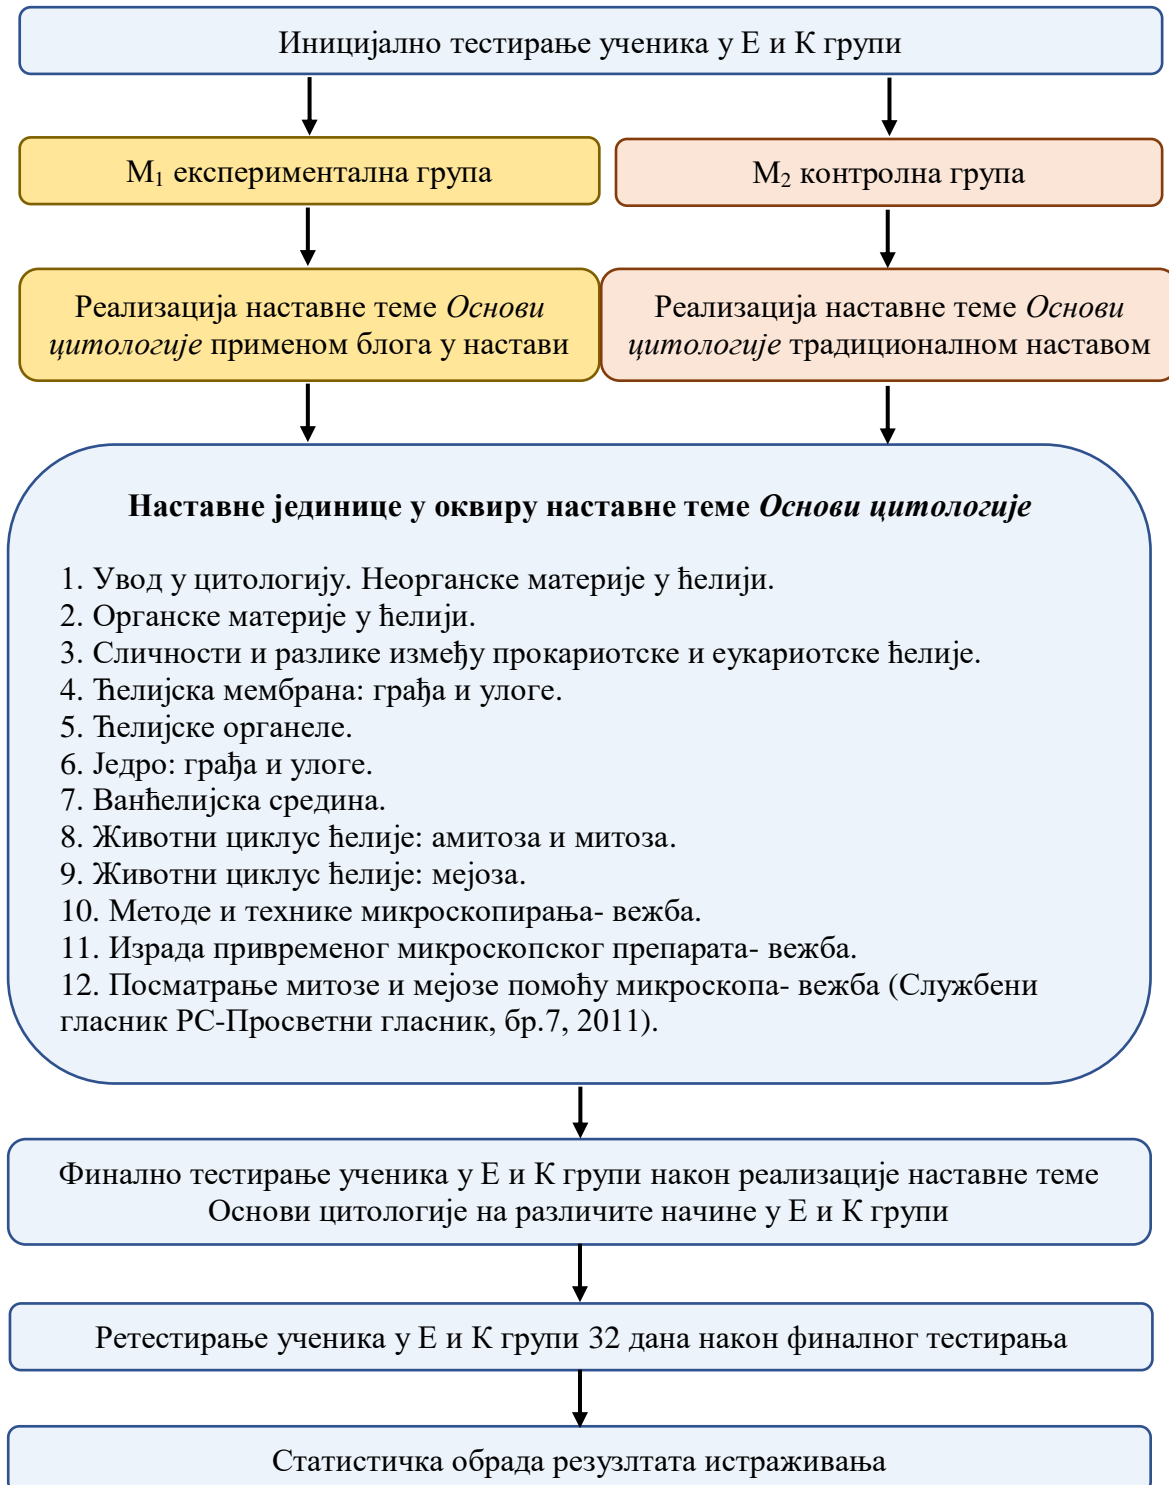 Иницијално тестирање ученика у Е и К групи
М₁ експериментална група
М₂ контролна група
Реализација наставне теме Основи
цитологије применом блога у настави
Реализација наставне теме Основи
цитологије традиционалном наставом
Наставне јединице у оквиру наставне теме Основи цитологије
1. Увод у цитологију. Неорганске материје у ћелији.
2. Органске материје у ћелији.
3. Сличности и разлике између прокариотске и еукариотске ћелије.
4. Ћелијска мембрана: грађа и улоге.
5. Ћелијске органеле.
6. Једро: грађа и улоге.
7. Ванћелијска средина.
8. Животни циклус ћелије: амитоза и митоза.
9. Животни циклус ћелије: мејоза.
10. Методе и технике микроскопирања- вежба.
11. Израда привременог микроскопског препарата- вежба.
12. Посматрање митозе и мејозе помоћу микроскопа- вежба (Службени
гласник РС-Просветни гласник, бр.7, 2011).
Финално тестирање ученика у Е и К групи након реализације наставне теме
Основи цитологије на различите начине у Е и К групи
Ретестирање ученика у Е и К групи 32 дана након финалног тестирања
Статистичка обрада резузлтата истраживања